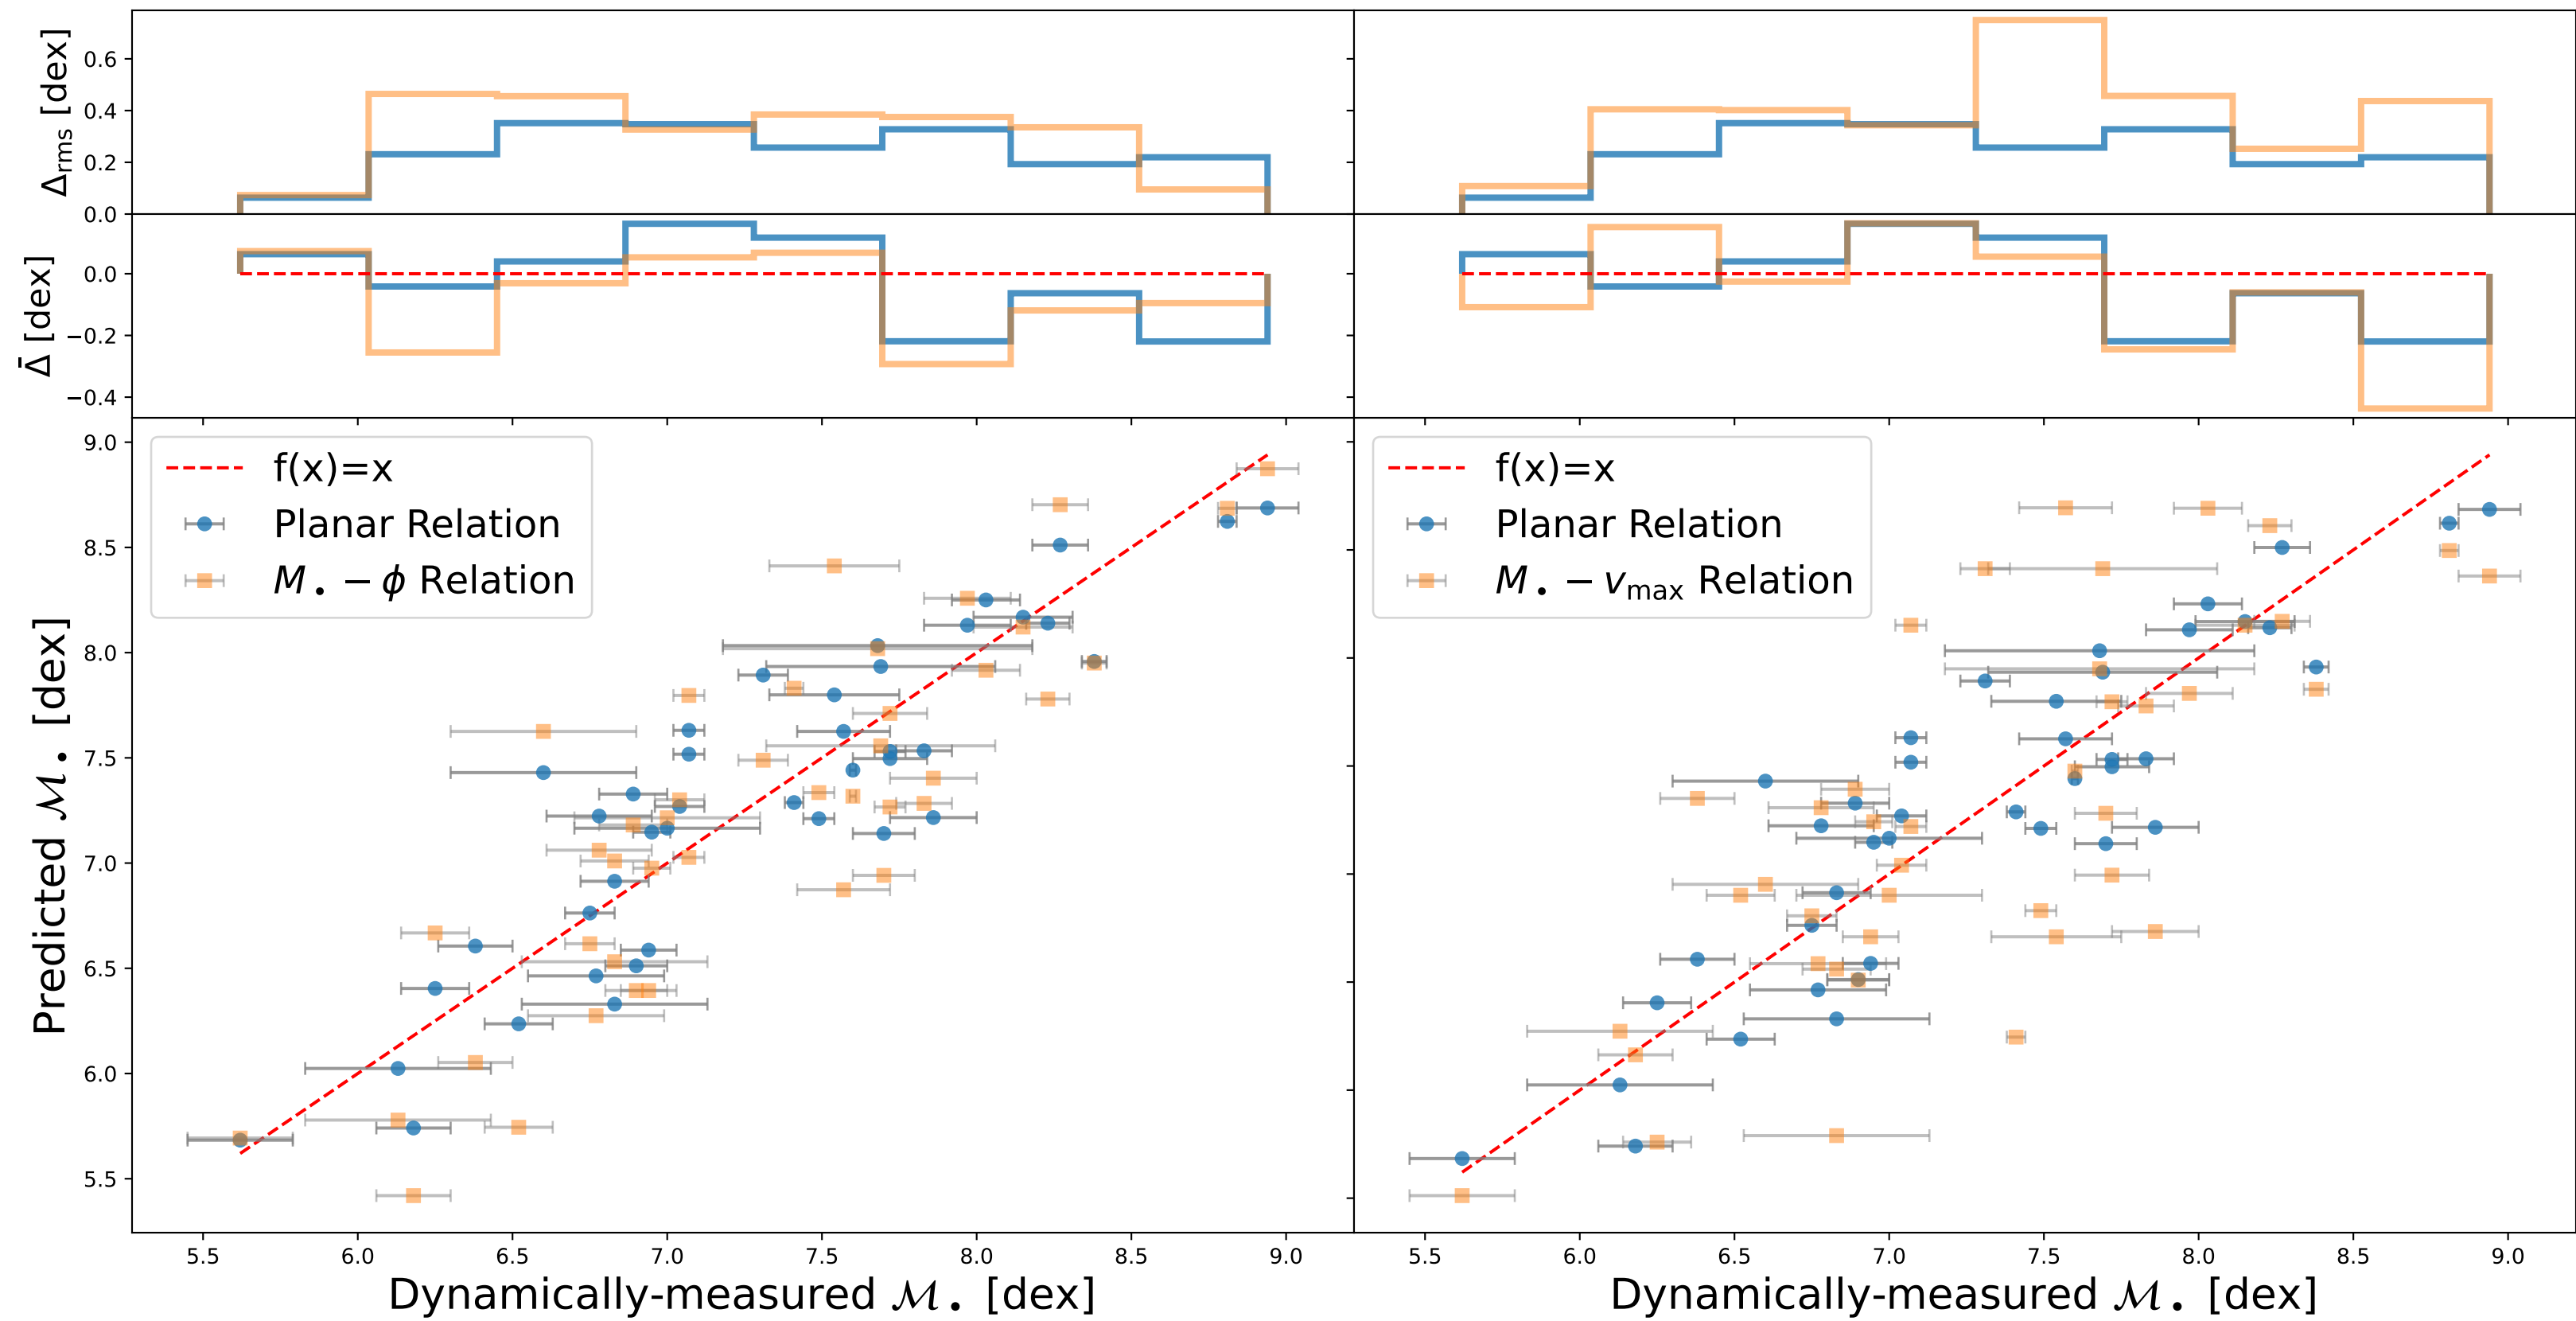 Δrms [dex]
0.6
0.4
0.2
0.0
Δ̄ [dex]
0.0
−0.2
−0.4
Predicted ℳ• [dex]
9.0
8.5
8.0
7.5
7.0
6.5
6.0
5.5
f(x)=x
Planar Relation
M• − ϕ Relation
f(x)=x
Planar Relation
M• − vmax Relation
5.5 6.0 6.5 7.0 7.5 8.0 8.5 9.0
5.5 6.0 6.5 7.0 7.5 8.0 8.5 9.0
Dynamically-measured ℳ• [dex]
Dynamically-measured ℳ• [dex]